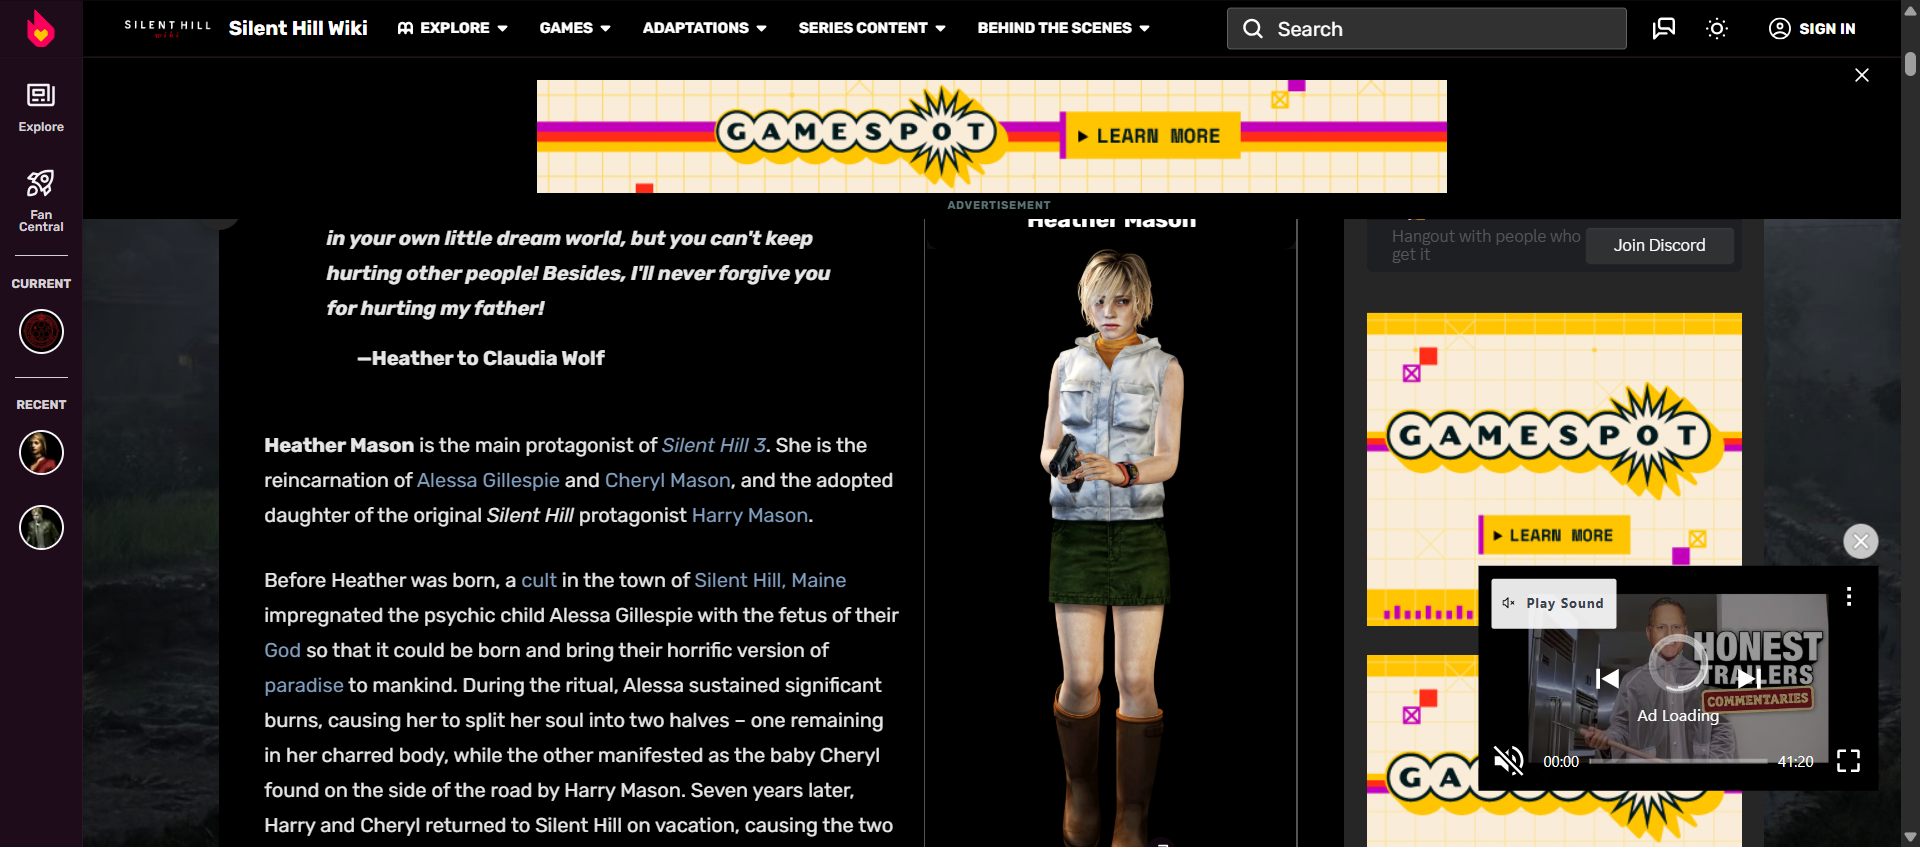 SILENT HILL
wiki
Silent Hill Wiki
EXPLORE
GAMES
ADAPTATIONS
SERIES CONTENT
BEHIND THE SCENES
Search
SIGN IN
Explore
Fan
Central
CURRENT
RECENT
GAMESPOT
LEARN MORE
ADVERTISEMENT
in your own little dream world, but you can't keep
hurting other people! Besides, I'll never forgive you
for hurting my father!
—Heather to Claudia Wolf
Heather Mason is the main protagonist of Silent Hill 3. She is the
reincarnation of Alessa Gillespie and Cheryl Mason, and the adopted
daughter of the original Silent Hill protagonist Harry Mason.
Before Heather was born, a cult in the town of Silent Hill, Maine
impregnated the psychic child Alessa Gillespie with the fetus of their
God so that it could be born and bring their horrific version of
paradise to mankind. During the ritual, Alessa sustained significant
burns, causing her to split her soul into two halves – one remaining
in her charred body, while the other manifested as the baby Cheryl
found on the side of the road by Harry Mason. Seven years later,
Harry and Cheryl returned to Silent Hill on vacation, causing the two
Heather Mason
Hangout with people who
get it
Join Discord
GAMESPOT
LEARN MORE
Play Sound
HONEST
TRAILERS
COMMENTARIES
Ad Loading
00:00
41:20
GA